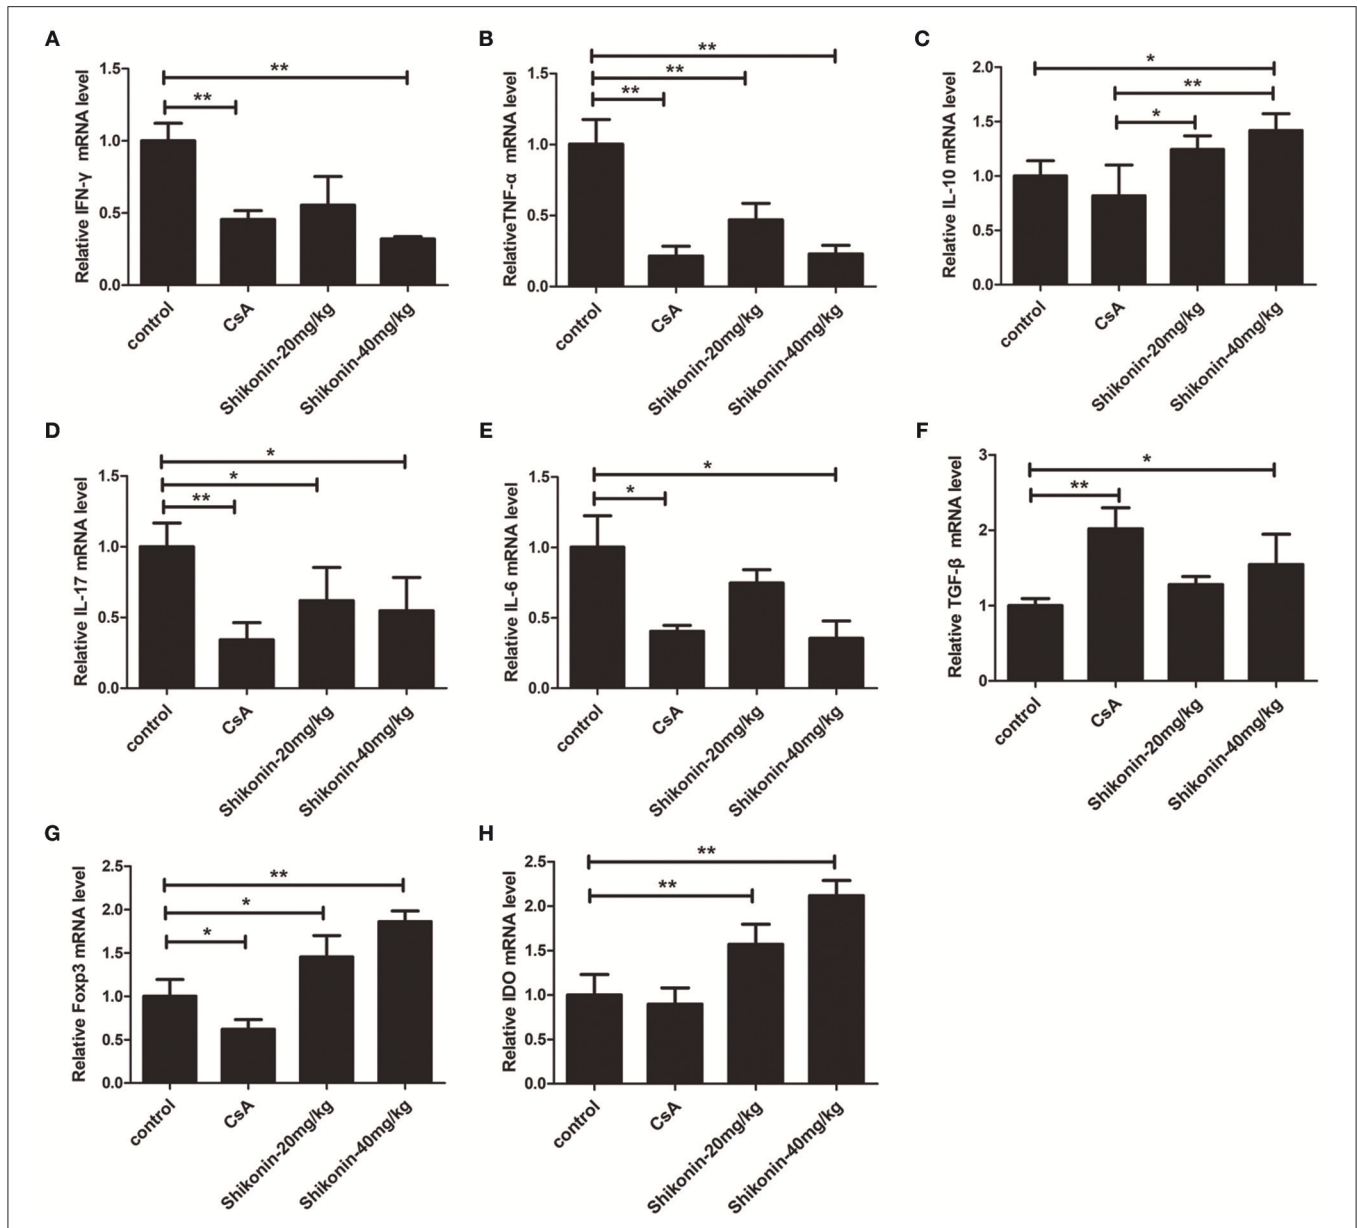 A
Relative IFN-γ mRNA level
1.5
1.0
0.5
0.0
**
**
control
CsA
Shikonin-20mg/kg
Shikonin-40mg/kg
B
RelativeTNF-α mRNA level
1.5
1.0
0.5
0.0
**
**
**
control
CsA
Shikonin-20mg/kg
Shikonin-40mg/kg
C
Relative IL-10 mRNA level
2.0
1.5
1.0
0.5
0.0
*
**
*
control
CsA
Shikonin-20mg/kg
Shikonin-40mg/kg
D
Relative IL-17 mRNA level
1.5
1.0
0.5
0.0
*
*
**
control
CsA
Shikonin-20mg/kg
Shikonin-40mg/kg
E
Relative IL-6 mRNA level
1.5
1.0
0.5
0.0
*
*
control
CsA
Shikonin-20mg/kg
Shikonin-40mg/kg
F
Relative TGF-β mRNA level
3
2
1
0
*
**
control
CsA
Shikonin-20mg/kg
Shikonin-40mg/kg
G
Relative Foxp3 mRNA level
2.5
2.0
1.5
1.0
0.5
0.0
**
*
*
control
CsA
Shikonin-20mg/kg
Shikonin-40mg/kg
H
Relative IDO mRNA level
2.5
2.0
1.5
1.0
0.5
0.0
**
**
control
CsA
Shikonin-20mg/kg
Shikonin-40mg/kg